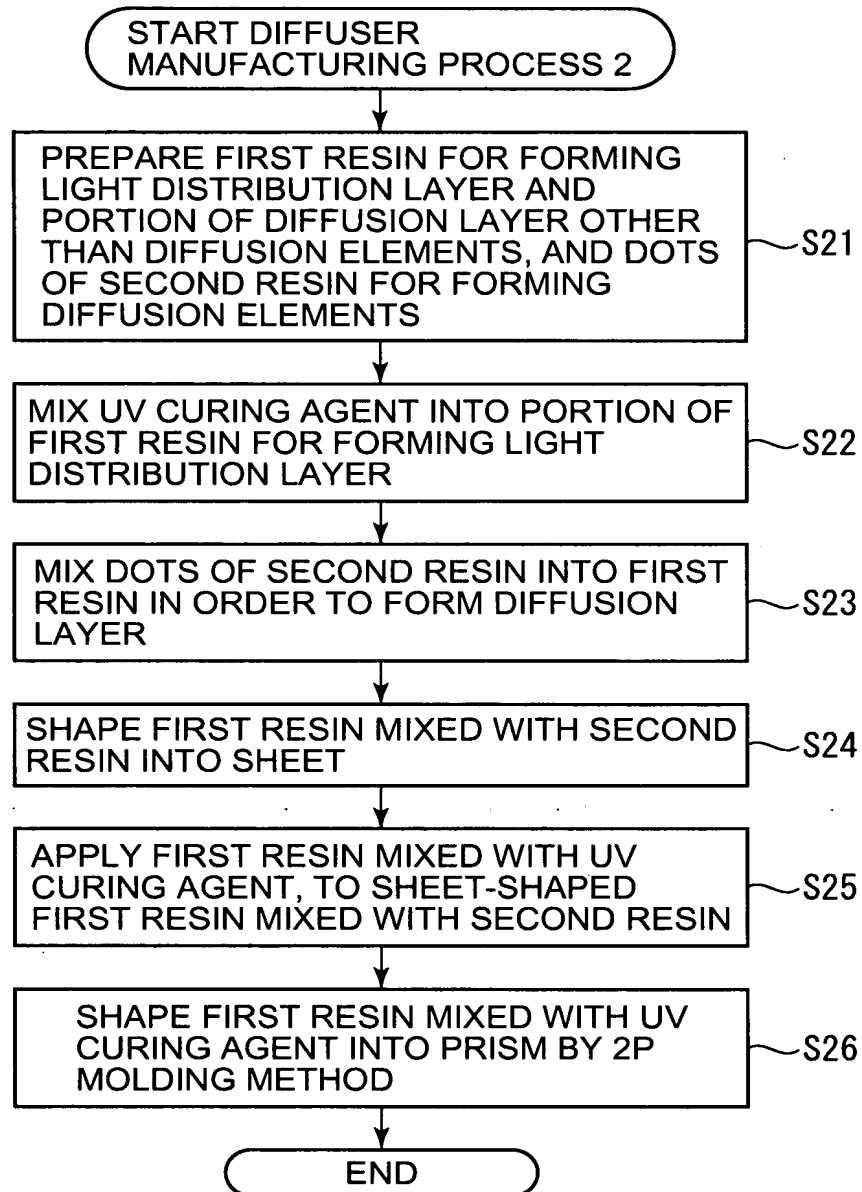 START DIFFUSER
MANUFACTURING PROCESS 2
PREPARE FIRST RESIN FOR FORMING
LIGHT DISTRIBUTION LAYER AND
PORTION OF DIFFUSION LAYER OTHER
THAN DIFFUSION ELEMENTS, AND DOTS
OF SECOND RESIN FOR FORMING
DIFFUSION ELEMENTS
S21
MIX UV CURING AGENT INTO PORTION OF
FIRST RESIN FOR FORMING LIGHT
DISTRIBUTION LAYER
S22
MIX DOTS OF SECOND RESIN INTO FIRST
RESIN IN ORDER TO FORM DIFFUSION
LAYER
S23
SHAPE FIRST RESIN MIXED WITH SECOND
RESIN INTO SHEET
S24
APPLY FIRST RESIN MIXED WITH UV
CURING AGENT, TO SHEET-SHAPED
FIRST RESIN MIXED WITH SECOND RESIN
S25
SHAPE FIRST RESIN MIXED WITH UV
CURING AGENT INTO PRISM BY 2P
MOLDING METHOD
S26
END